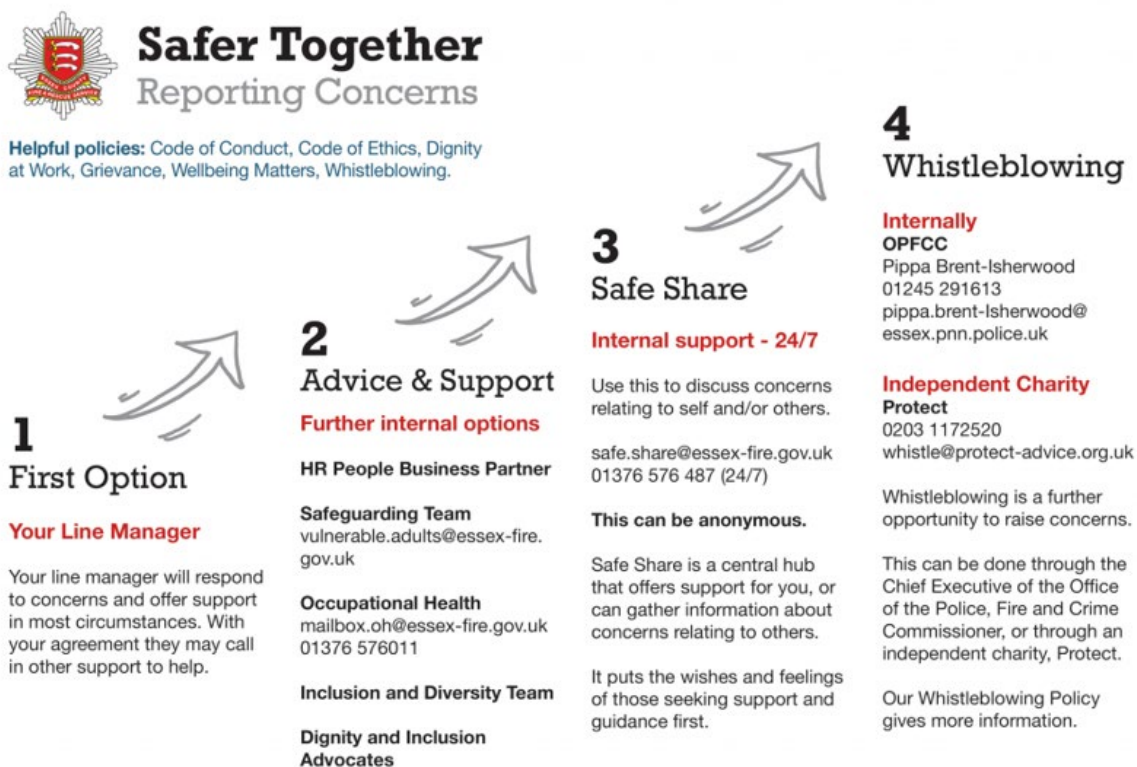 Safer Together
Reporting Concerns
Helpful policies: Code of Conduct, Code of Ethics, Dignity
at Work, Grievance, Wellbeing Matters, Whistleblowing.
1
First Option
Your Line Manager
Your line manager will respond
to concerns and offer support
in most circumstances. With
your agreement they may call
in other support to help.
2
Advice & Support
Further internal options
HR People Business Partner
Safeguarding Team
vulnerable.adults@essex-fire.
gov.uk
Occupational Health
mailbox.oh@essex-fire.gov.uk
01376 576011
Inclusion and Diversity Team
Dignity and Inclusion
Advocates
3
Safe Share
Internal support - 24/7
Use this to discuss concerns
relating to self and/or others.
safe.share@essex-fire.gov.uk
01376 576 487 (24/7)
This can be anonymous.
Safe Share is a central hub
that offers support for you, or
can gather information about
concerns relating to others.
It puts the wishes and feelings
of those seeking support and
guidance first.
4
Whistleblowing
Internally
OPFCC
Pippa Brent-Isherwood
01245 291613
pippa.brent-Isherwood@
essex.pnn.police.uk
Independent Charity
Protect
0203 1172520
whistle@protect-advice.org.uk
Whistleblowing is a further
opportunity to raise concerns.
This can be done through the
Chief Executive of the Office
of the Police, Fire and Crime
Commissioner, or through an
independent charity, Protect.
Our Whistleblowing Policy
gives more information.